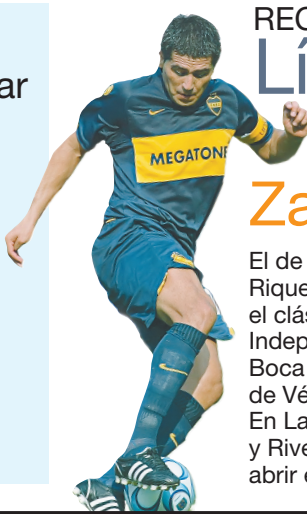 ar
REC
Lí
MEGATONE
Za
El de
Rique
el clás
Indep
Boca
de Vé
En La
y Rive
abrir e